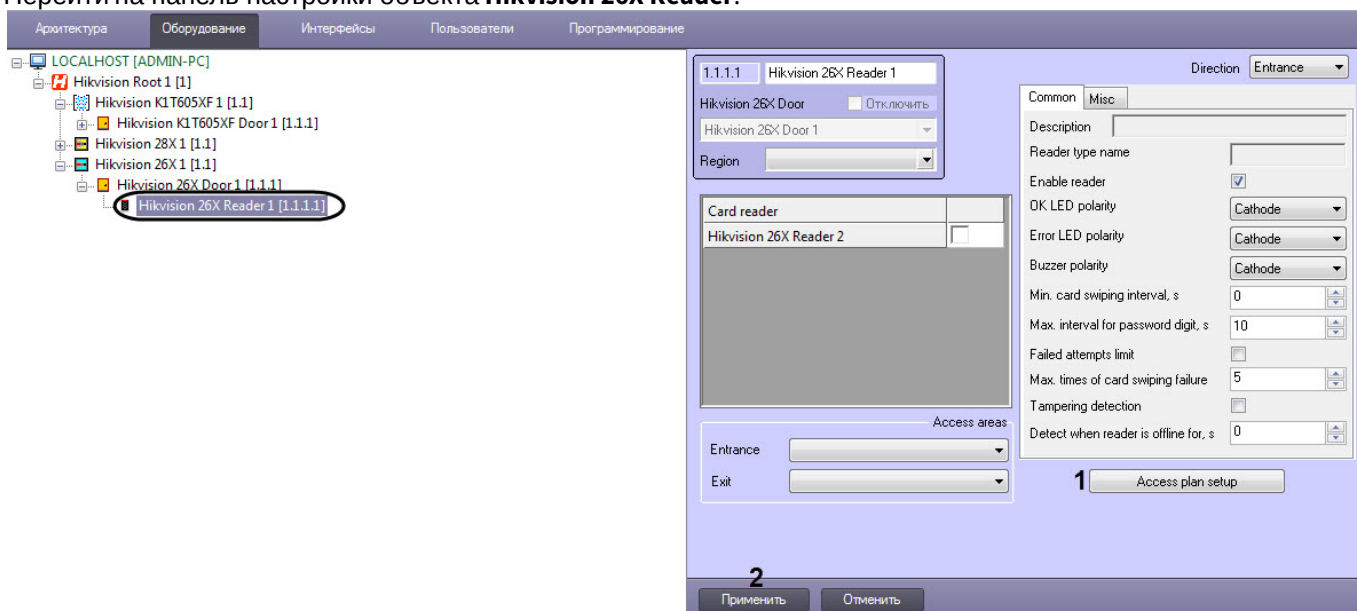 Перейти на панель настройки объекта Hikvision 26X Reader.
Архитектура Оборудование Интерфейсы Пользователи Программирование
LOCALHOST [ADMIN-PC]
Hikvision Root 1 [1]
Hikvision K1T605XF 1 [1.1]
Hikvision K1T605XF Door 1 [1.1.1]
Hikvision 28X 1 [1.1]
Hikvision 26X 1 [1.1]
Hikvision 26X Door 1 [1.1.1]
Hikvision 26X Reader 1 [1.1.1.1]
1.1.1.1 Hikvision 26X Reader 1
Hikvision 26X Door Отключить
Hikvision 26X Door 1
Region
Card reader
Hikvision 26X Reader 2
Access areas
Entrance
Exit
Direction Entrance
Common Misc
Description
Reader type name
Enable reader
OK LED polarity Cathode
Error LED polarity Cathode
Buzzer polarity Cathode
Min. card swiping interval, s 0
Max. interval for password digit, s 10
Failed attempts limit
Max. times of card swiping failure 5
Tampering detection
Detect when reader is offline for, s 0
1 Access plan setup
2
Применить Отменить